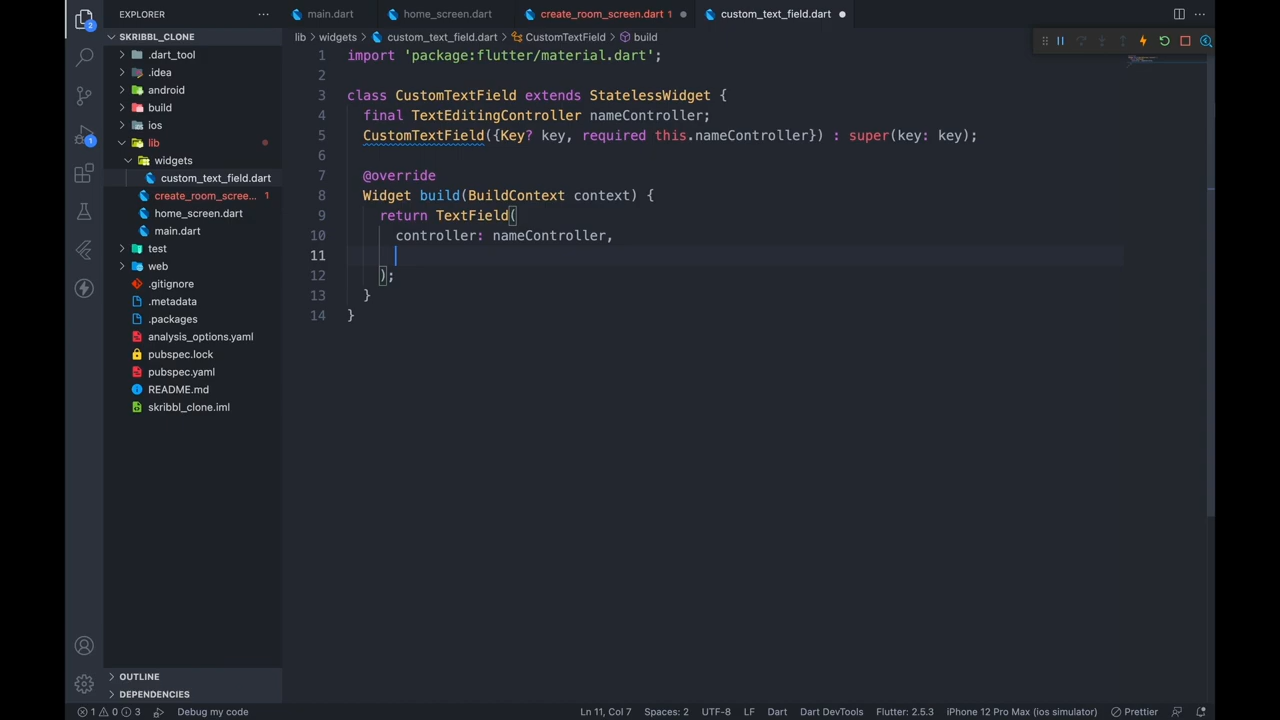 EXPLORER
main.dart
home_screen.dart
create_room_screen.dart 1
custom_text_field.dart
2
SKRIBBL_CLONE
lib > widgets > custom_text_field.dart > CustomTextField > build
.dart_tool
.idea
android
build
ios
lib
widgets
custom_text_field.dart
create_room_scree... 1
home_screen.dart
main.dart
test
web
.gitignore
.metadata
.packages
analysis_options.yaml
pubspec.lock
pubspec.yaml
README.md
skribbl_clone.iml
1
1 import 'package:flutter/material.dart';
2
3 class CustomTextField extends StatelessWidget {
4 final TextEditingController nameController;
5 CustomTextField({Key? key, required this.nameController}) : super(key: key);
6
7 @override
8 Widget build(BuildContext context) {
9 return TextField(
10 controller: nameController,
11
12 );
13 }
14 }
OUTLINE
DEPENDENCIES
1 0 3 Debug my code
Ln 11, Col 7 Spaces: 2 UTF-8 LF Dart Dart DevTools Flutter: 2.5.3 iPhone 12 Pro Max (ios simulator) Prettier